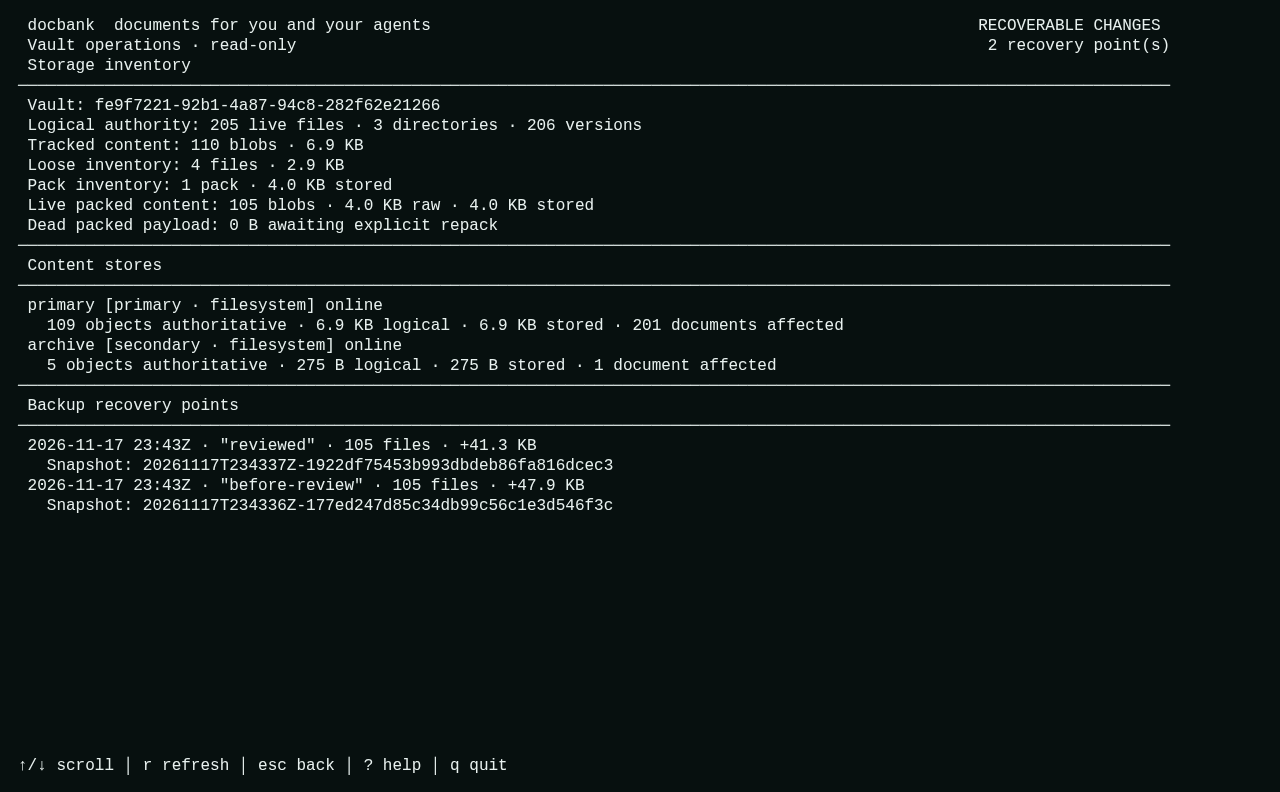 docbank  documents for you and your agents RECOVERABLE CHANGES
Vault operations · read-only 2 recovery point(s)
Storage inventory
Vault: fe9f7221-92b1-4a87-94c8-282f62e21266
Logical authority: 205 live files · 3 directories · 206 versions
Tracked content: 110 blobs · 6.9 KB
Loose inventory: 4 files · 2.9 KB
Pack inventory: 1 pack · 4.0 KB stored
Live packed content: 105 blobs · 4.0 KB raw · 4.0 KB stored
Dead packed payload: 0 B awaiting explicit repack
Content stores
primary [primary · filesystem] online
109 objects authoritative · 6.9 KB logical · 6.9 KB stored · 201 documents affected
archive [secondary · filesystem] online
5 objects authoritative · 275 B logical · 275 B stored · 1 document affected
Backup recovery points
2026-11-17 23:43Z · "reviewed" · 105 files · +41.3 KB
Snapshot: 20261117T234337Z-1922df75453b993dbdeb86fa816dcec3
2026-11-17 23:43Z · "before-review" · 105 files · +47.9 KB
Snapshot: 20261117T234336Z-177ed247d85c34db99c56c1e3d546f3c
↑/↓ scroll │ r refresh │ esc back │ ? help │ q quit